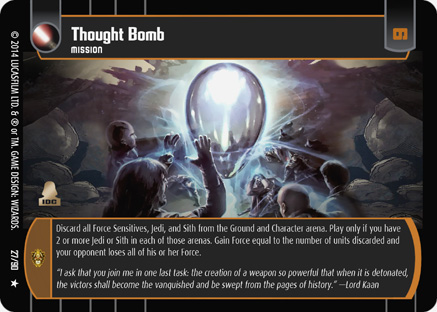 Thought Bomb
MISSION
9
© 2014 LUCASFILM LTD. & ® or TM. GAME DESIGN: WIZARDS.
27/90
100
Discard all Force Sensitives, Jedi, and Sith from the Ground and Character arena. Play only if you have
2 or more Jedi or Sith in each of those arenas. Gain Force equal to the number of units discarded and
your opponent loses all of his or her Force.
"I ask that you join me in one last task: the creation of a weapon so powerful that when it is detonated,
the victors shall become the vanquished and be swept from the pages of history." —Lord Kaan